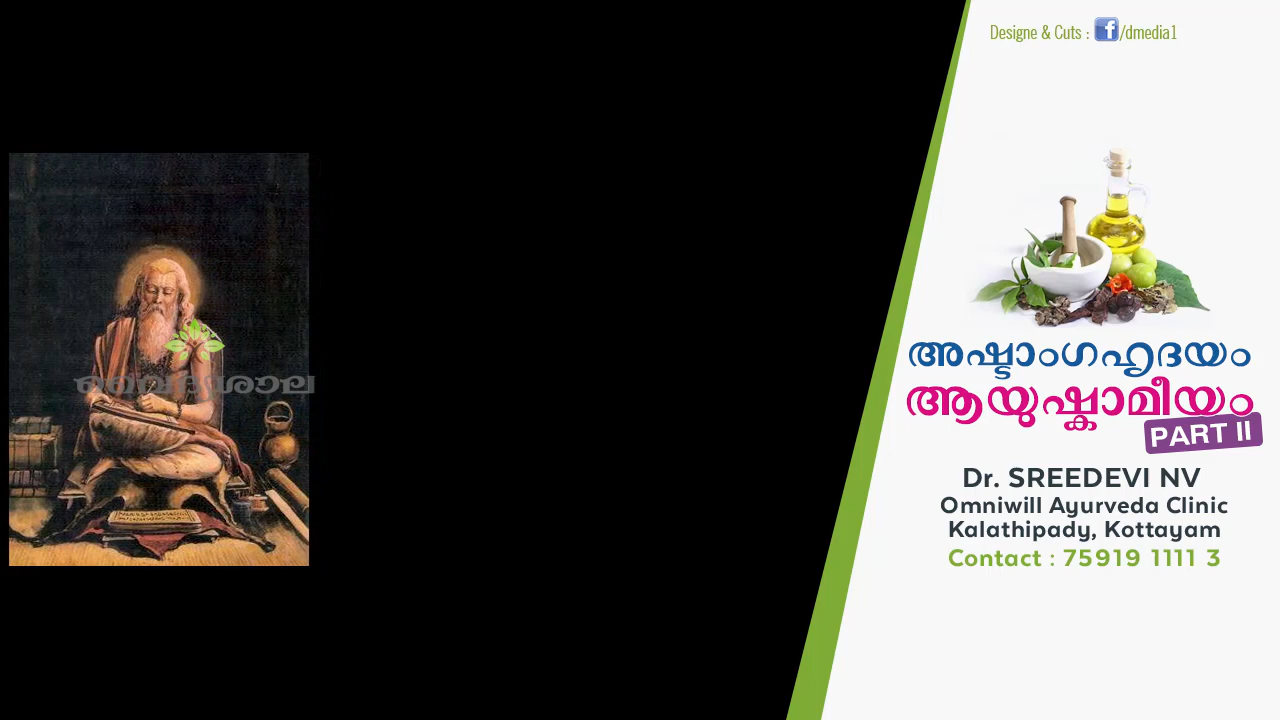 Designe & Cuts : f/dmedia1
വൈദ്യശാല
അഷ്ടാംഗഹൃദയം
ആയുഷ്കാമീയം
PART II
Dr. SREEDEVI NV
Omniwill Ayurveda Clinic
Kalathipady, Kottayam
Contact : 75919 1111 3